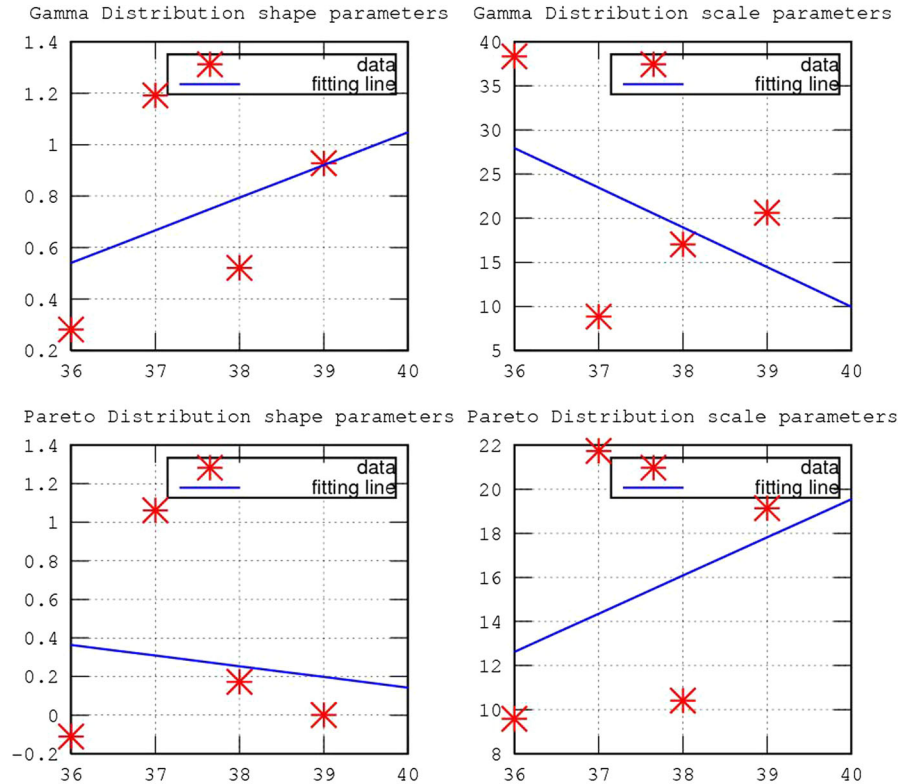 Gamma Distribution shape parameters
1.4
1.2
1
0.8
0.6
0.4
0.2
36 37 38 39 40
data
fitting line
Gamma Distribution scale parameters
40
35
30
25
20
15
10
5
36 37 38 39 40
data
fitting line
Pareto Distribution shape parameters
1.4
1.2
1
0.8
0.6
0.4
0.2
0
-0.2
36 37 38 39 40
data
fitting line
Pareto Distribution scale parameters
22
20
18
16
14
12
10
8
36 37 38 39 40
data
fitting line